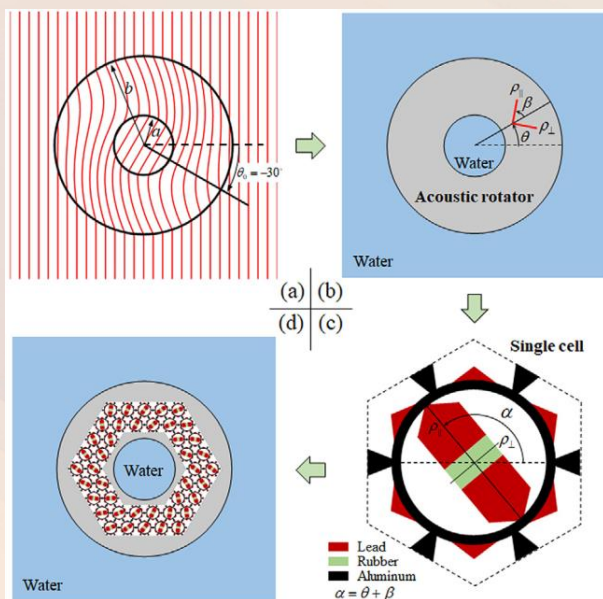 b
a
θ₀ = −30°
ρ∥
β
ρ⊥
θ
Water
Acoustic rotator
Water
(a) (b)
(d) (c)
Single cell
α
ρ∥
ρ⊥
Water
Water
Lead
Rubber
Aluminum
α = θ + β